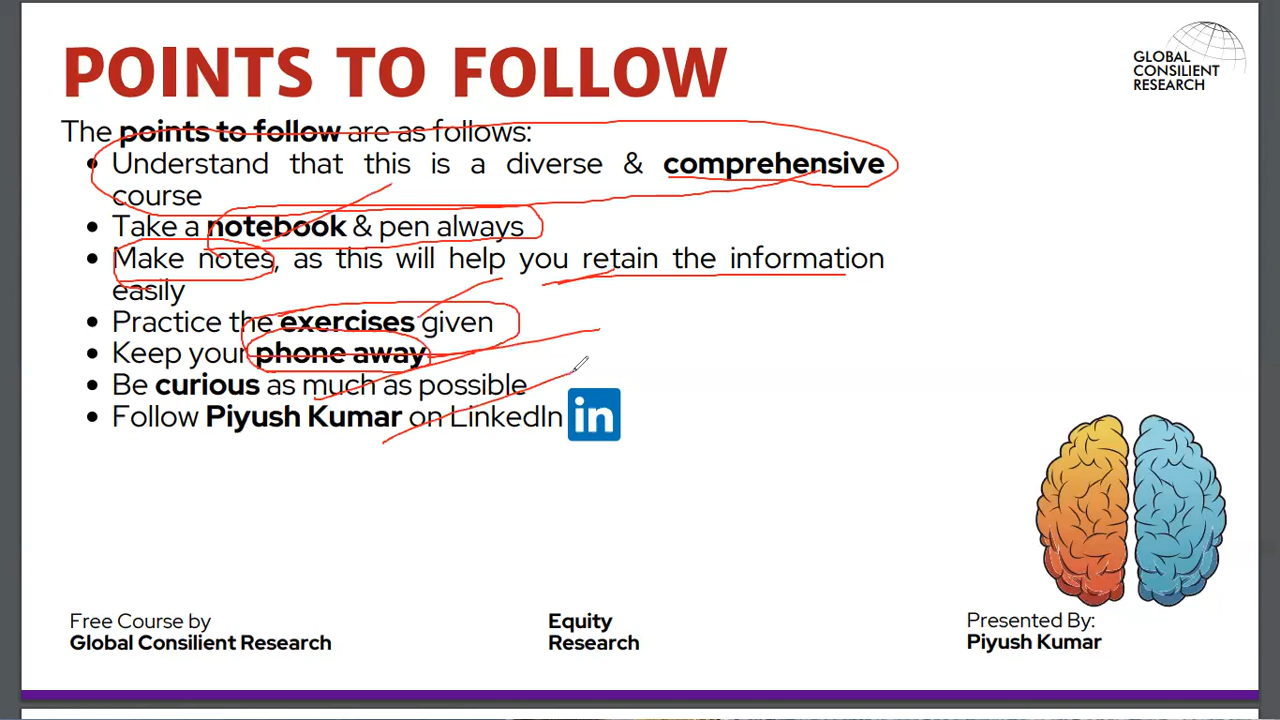 POINTS TO FOLLOW
GLOBAL
CONSILIENT
RESEARCH
The points to follow are as follows:
• Understand that this is a diverse & comprehensive
course
• Take a notebook & pen always
• Make notes, as this will help you retain the information
easily
• Practice the exercises given
• Keep your phone away
• Be curious as much as possible
• Follow Piyush Kumar on LinkedIn in
Free Course by
Global Consilient Research
Equity
Research
Presented By:
Piyush Kumar